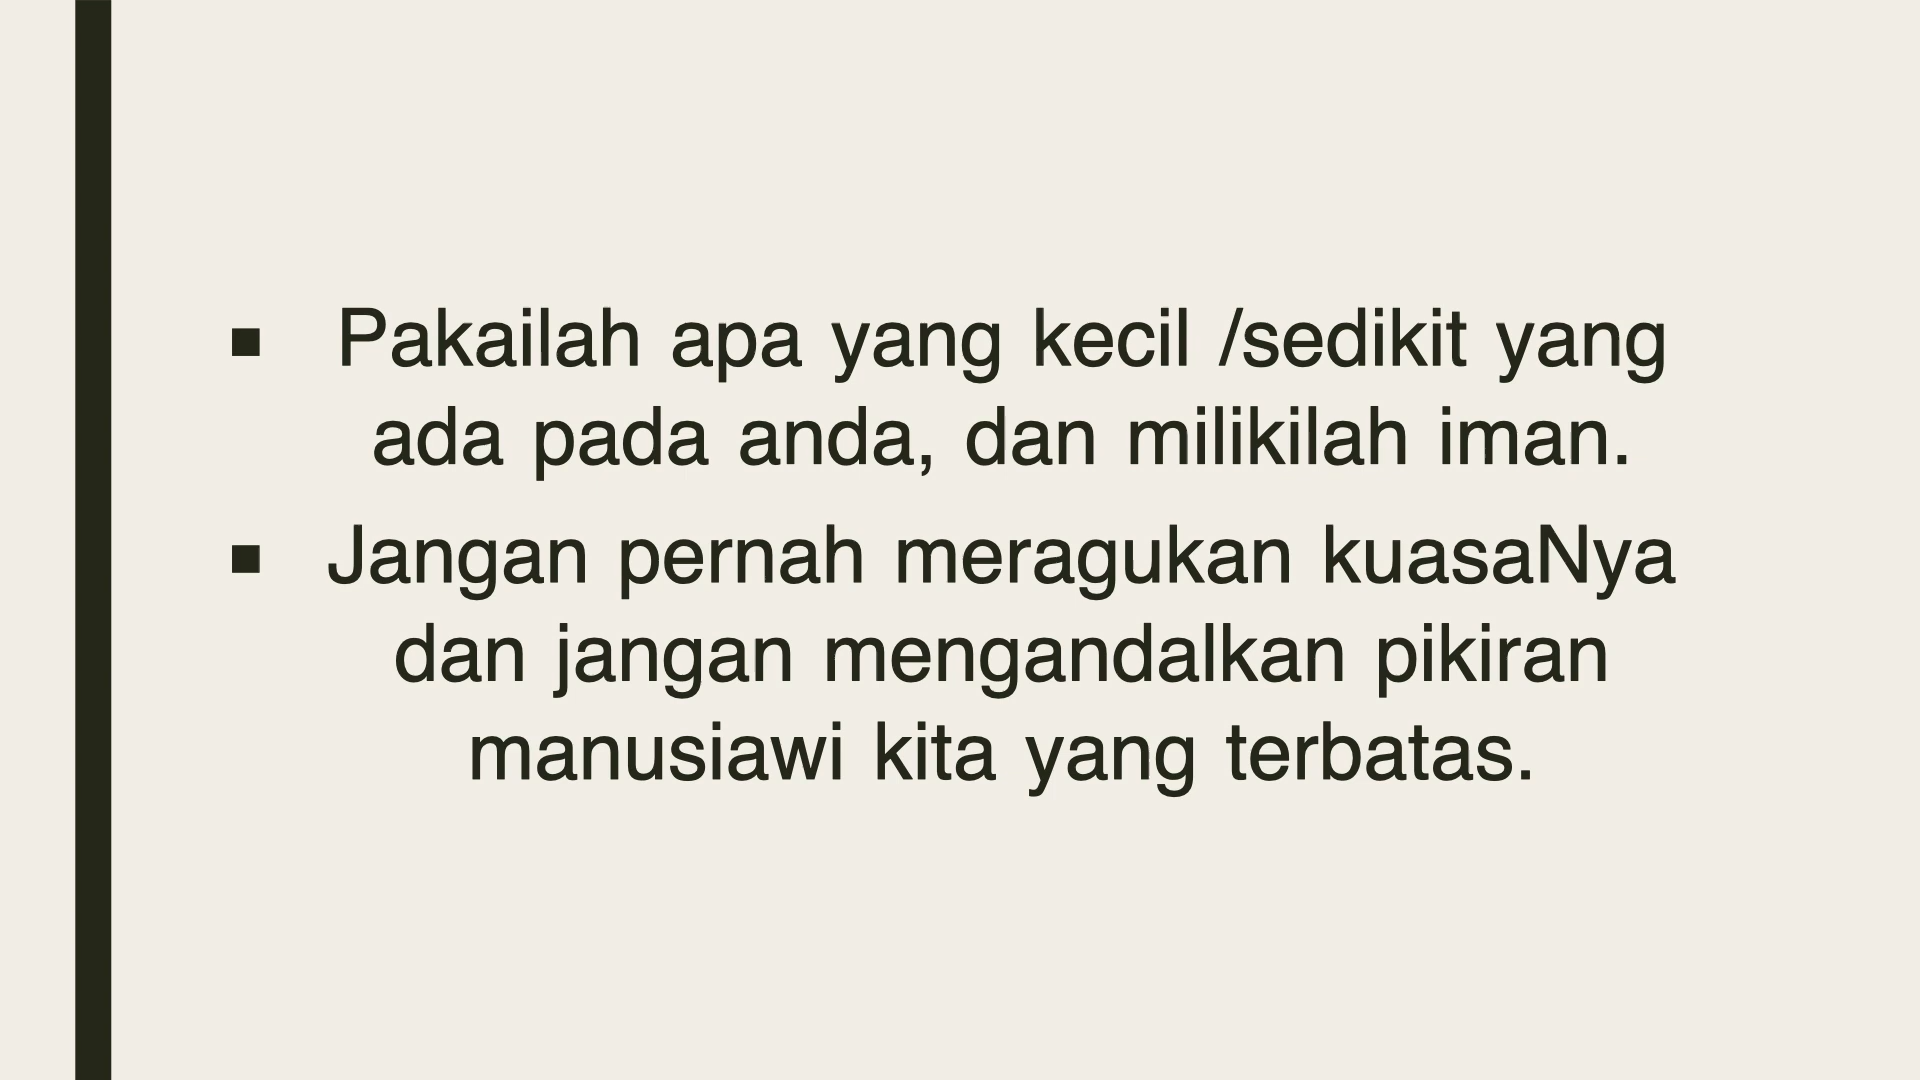 ▪ Pakailah apa yang kecil /sedikit yang
ada pada anda, dan milikilah iman.
▪ Jangan pernah meragukan kuasaNya
dan jangan mengandalkan pikiran
manusiawi kita yang terbatas.